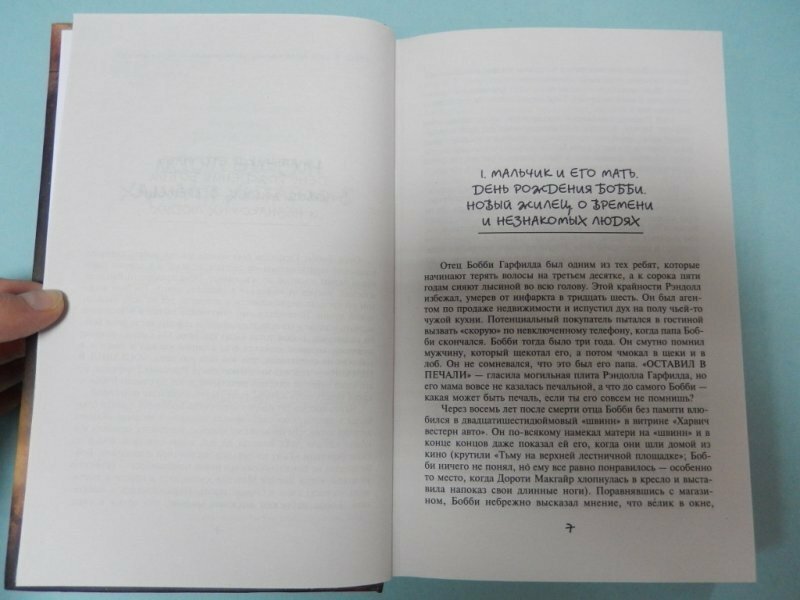 1. МАЛЬЧИК И ЕГО МАТЬ.
ДЕНЬ РОЖДЕНИЯ БОББИ.
НОВЫЙ ЖИЛЕЦ. О ВРЕМЕНИ
И НЕЗНАКОМЫХ ЛЮДЯХ
Отец Бобби Гарфилда был одним из тех ребят, которые
начинают терять волосы на третьем десятке, а к сорока пяти
годам сияют лысиной во всю голову. Этой крайности Рэндолл
избежал, умерев от инфаркта в тридцать шесть. Он был аген-
том по продаже недвижимости и испустил дух на полу чьей-то
чужой кухни. Потенциальный покупатель пытался в гостиной
вызвать «скорую» по невключенному телефону, когда папа Боб-
би скончался. Бобби тогда было три года. Он смутно помнил
мужчину, который щекотал его, а потом чмокал в щеки и в
лоб. Он не сомневался, что это был его папа. «ОСТАВИЛ В
ПЕЧАЛИ» — гласила могильная плита Рэндолла Гарфилда, но
его мама вовсе не казалась печальной, а что до самого Бобби —
какая может быть печаль, если ты его совсем не помнишь?
Через восемь лет после смерти отца Бобби без памяти влю-
бился в двадцатишестидюймовый «швинн» в витрине «Харвич
вестерн авто». Он по-всякому намекал матери на «швинн» и в
конце концов даже показал ей его, когда они шли домой из
кино (крутили «Тьму на верхней лестничной площадке»; Боб-
би ничего не понял, но ему все равно понравилось — особенно
то место, когда Дороти Макгайр хлопнулась в кресло и выста-
вила напоказ свои длинные ноги). Поравнявшись с магази-
ном, Бобби небрежно высказал мнение, что велик в окне,
7